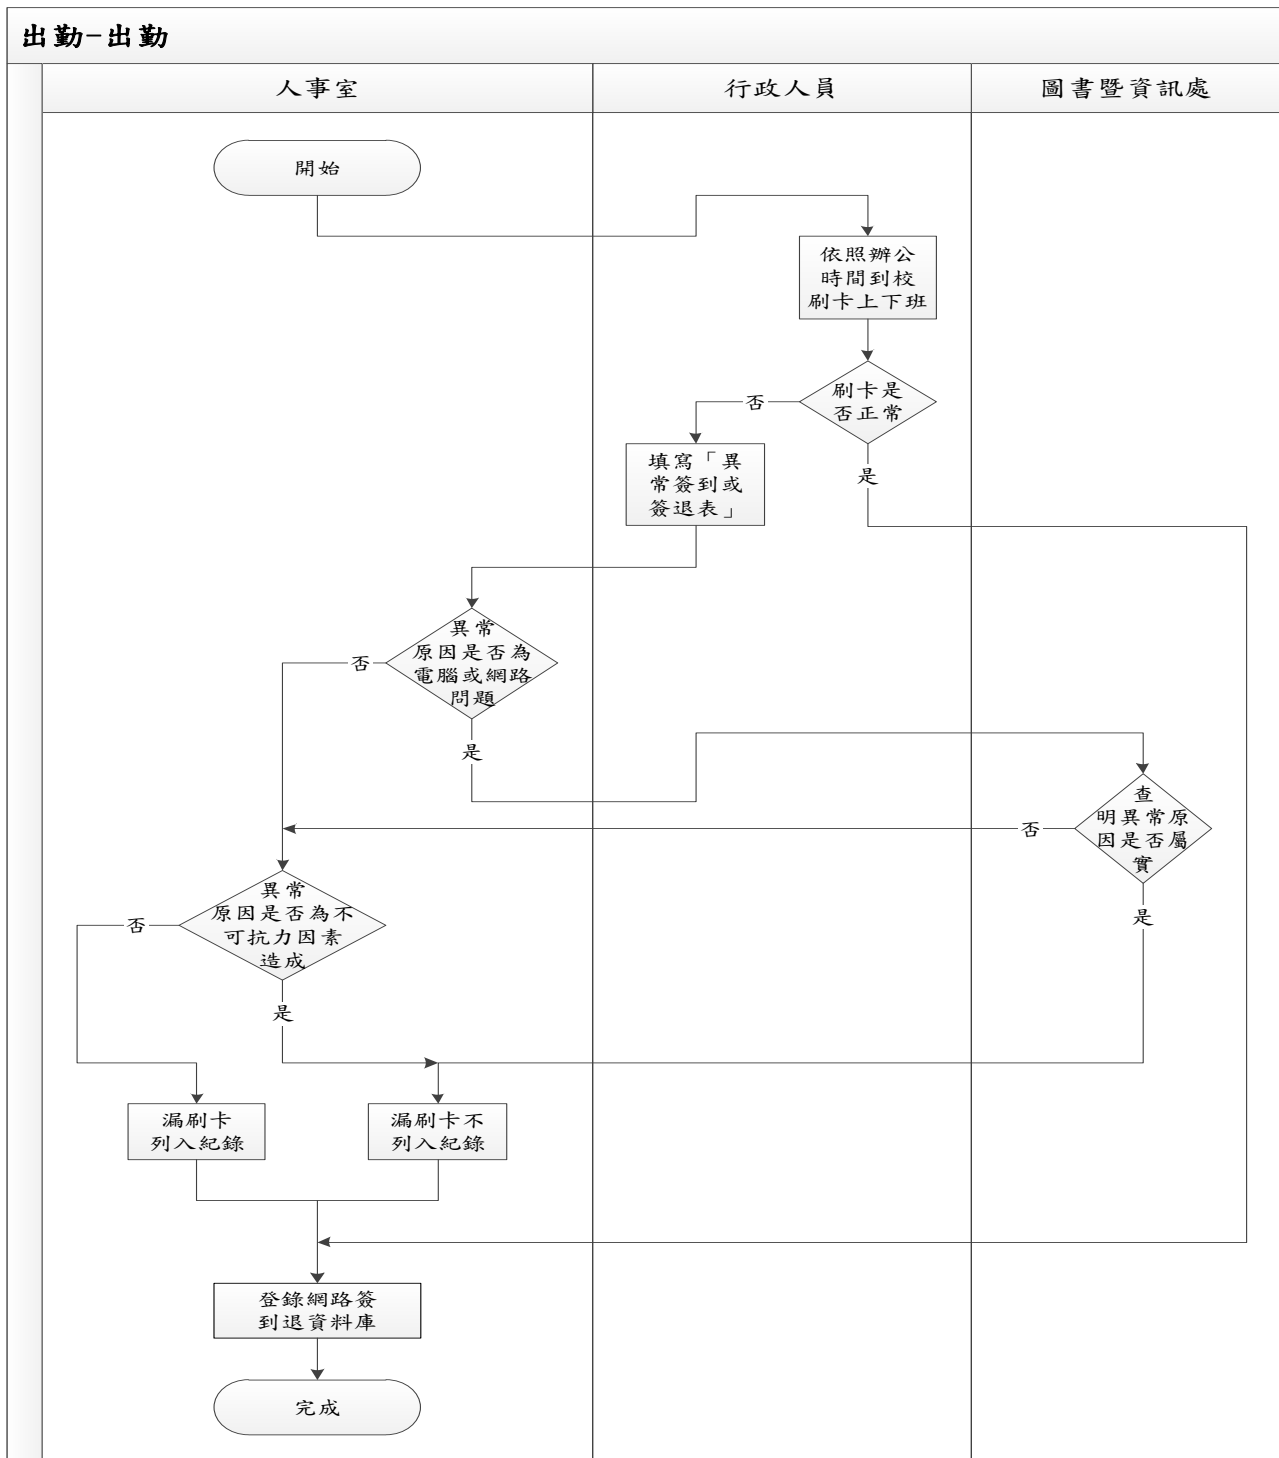 出勤-出勤
人事室
行政人員
圖書暨資訊處
開始
依照辦公
時間到校
刷卡上下班
刷卡是
否正常
否
是
填寫「異
常簽到或
簽退表」
異常
原因是否為
電腦或網路
問題
否
是
查
明異常原
因是否屬
實
否
是
異常
原因是否為不
可抗力因素
造成
否
是
漏刷卡
列入紀錄
漏刷卡不
列入紀錄
登錄網路簽
到退資料庫
完成